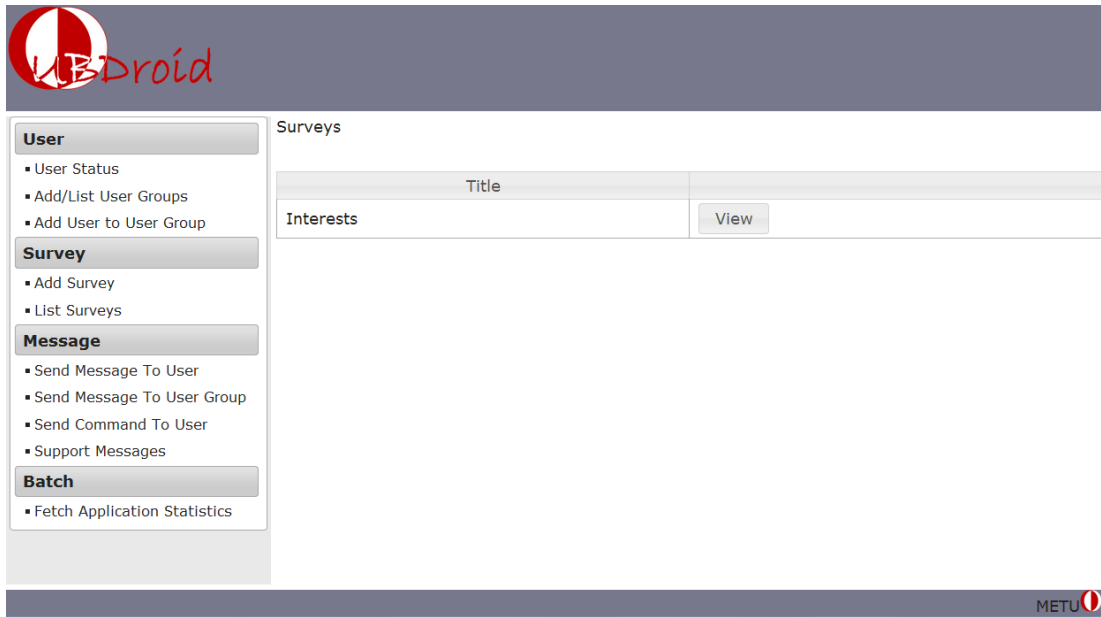 UBDroid
User
▪ User Status
▪ Add/List User Groups
▪ Add User to User Group
Survey
▪ Add Survey
▪ List Surveys
Message
▪ Send Message To User
▪ Send Message To User Group
▪ Send Command To User
▪ Support Messages
Batch
▪ Fetch Application Statistics
Surveys
Title
Interests View
METU